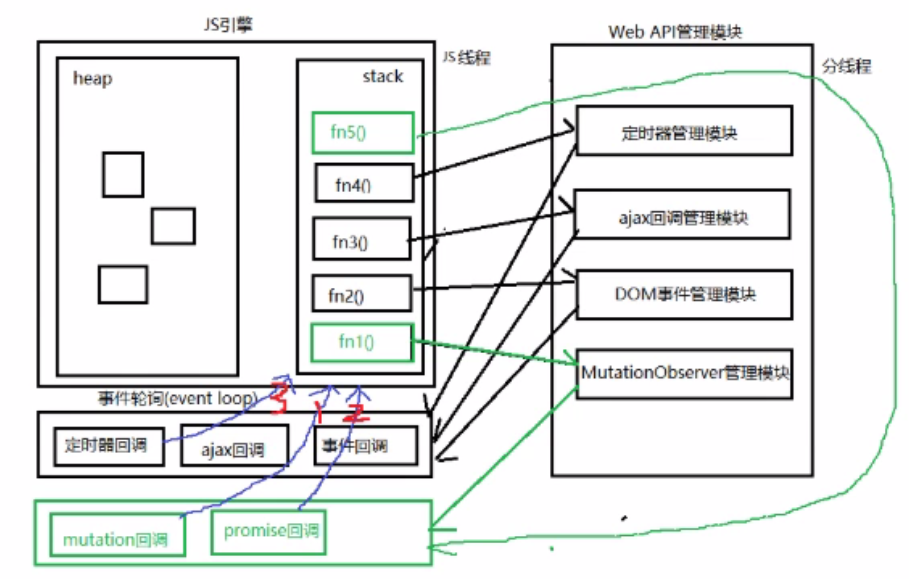 JS引擎
Web API管理模块
JS线程
分线程
heap
stack
fn5()
定时器管理模块
fn4()
ajax回调管理模块
fn3()
DOM事件管理模块
fn2()
fn1()
MutationObserver管理模块
事件轮词(event loop)
3
1
2
定时器回调
ajax回调
事件回调
mutation回调
promise回调